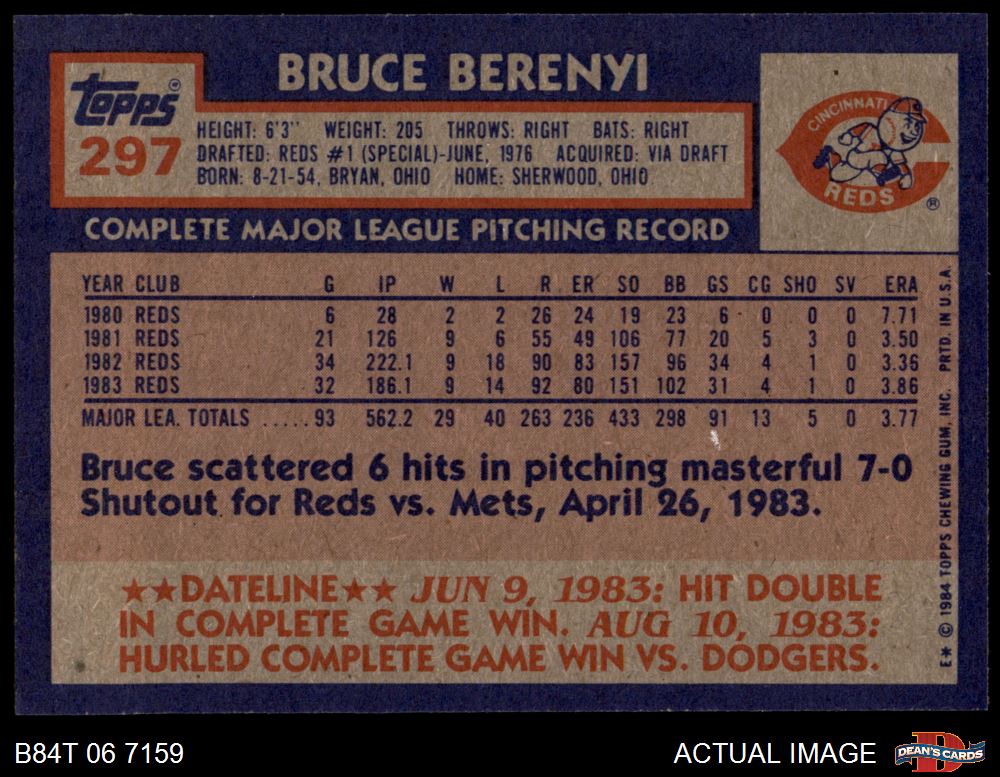 BRUCE BERENYI
Topps®
297
HEIGHT: 6'3'' WEIGHT: 205 THROWS: RIGHT BATS: RIGHT
DRAFTED: REDS #1 (SPECIAL)-JUNE, 1976 ACQUIRED: VIA DRAFT
BORN: 8-21-54, BRYAN, OHIO HOME: SHERWOOD, OHIO
CINCINNATI
REDS
®
COMPLETE MAJOR LEAGUE PITCHING RECORD
YEAR CLUB G IP W L R ER SO BB GS CG SHO SV ERA
1980 REDS 6 28 2 2 26 24 19 23 6 0 0 0 7.71
1981 REDS 21 126 9 6 55 49 106 77 20 5 3 0 3.50
1982 REDS 34 222.1 9 18 90 83 157 96 34 4 1 0 3.36
1983 REDS 32 186.1 9 14 92 80 151 102 31 4 1 0 3.86
MAJOR LEA. TOTALS ..... 93 562.2 29 40 263 236 433 298 91 13 5 0 3.77
Bruce scattered 6 hits in pitching masterful 7-0
Shutout for Reds vs. Mets, April 26, 1983.
★★DATELINE★★ JUN 9, 1983: HIT DOUBLE
IN COMPLETE GAME WIN. AUG 10, 1983:
HURLED COMPLETE GAME WIN VS. DODGERS.
E* © 1984 TOPPS CHEWING GUM, INC. PRTD. IN U.S.A.
B84T 06 7159
ACTUAL IMAGE
DEAN'S CARDS